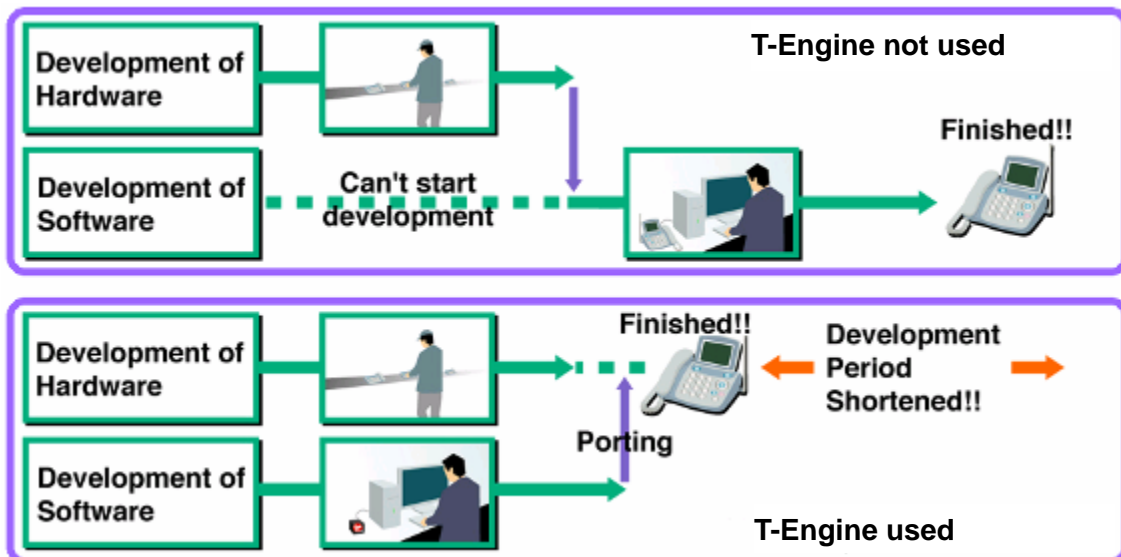 T-Engine not used
Development of
Hardware
Finished!!
Development of
Software
Can't start
development
Development of
Hardware
Finished!!
Development
Period
Shortened!!
Porting
Development of
Software
T-Engine used